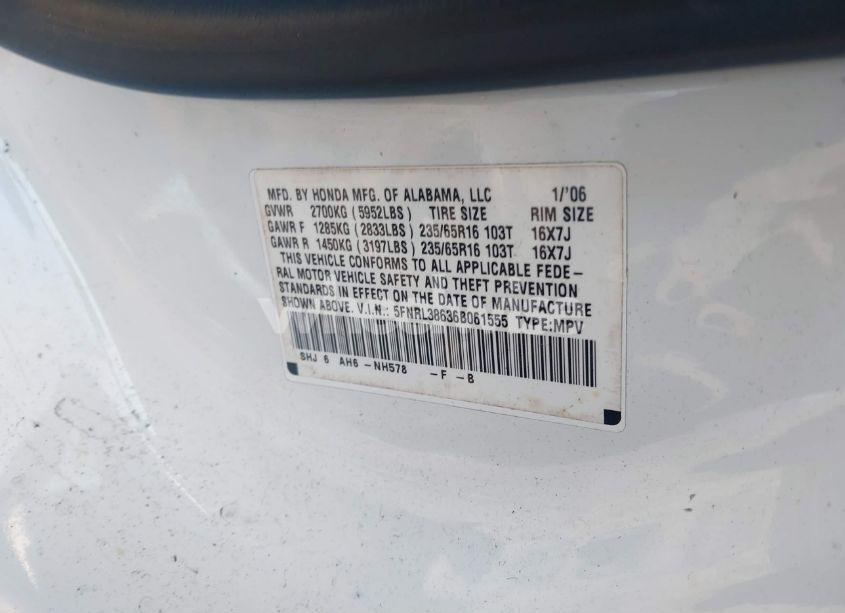 MFD. BY HONDA MFG. OF ALABAMA, LLC 1/'06
GVWR 2700KG (5952LBS) TIRE SIZE RIM SIZE
GAWR F 1285KG (2833LBS) 235/65R16 103T 16X7J
GAWR R 1450KG (3197LBS) 235/65R16 103T 16X7J
THIS VEHICLE CONFORMS TO ALL APPLICABLE FEDE-
RAL MOTOR VEHICLE SAFETY AND THEFT PREVENTION
STANDARDS IN EFFECT ON THE DATE OF MANUFACTURE
SHOWN ABOVE. V.I.N.: 5FNRL38636B061555 TYPE:MPV
SHJ 6 AH6 -NH578 -F -B